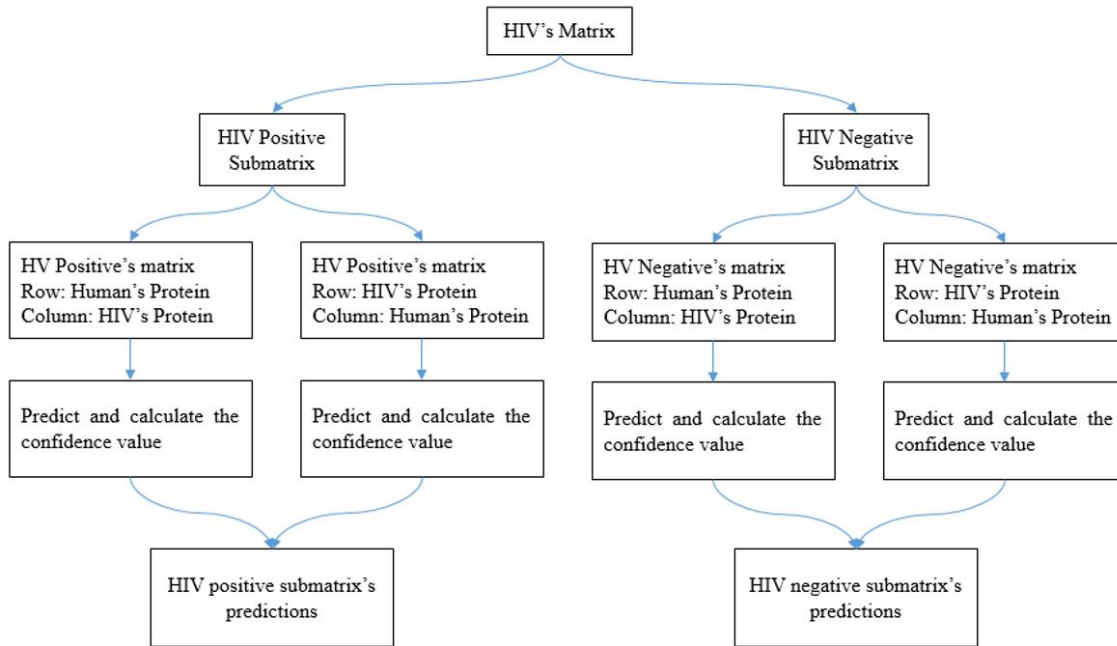 HIV's Matrix
HIV Positive
Submatrix
HIV Negative
Submatrix
HV Positive's matrix
Row: Human's Protein
Column: HIV's Protein
HV Positive's matrix
Row: HIV's Protein
Column: Human's Protein
HV Negative's matrix
Row: Human's Protein
Column: HIV's Protein
HV Negative's matrix
Row: HIV's Protein
Column: Human's Protein
Predict and calculate the
confidence value
Predict and calculate the
confidence value
Predict and calculate the
confidence value
Predict and calculate the
confidence value
HIV positive submatrix's
predictions
HIV negative submatrix's
predictions